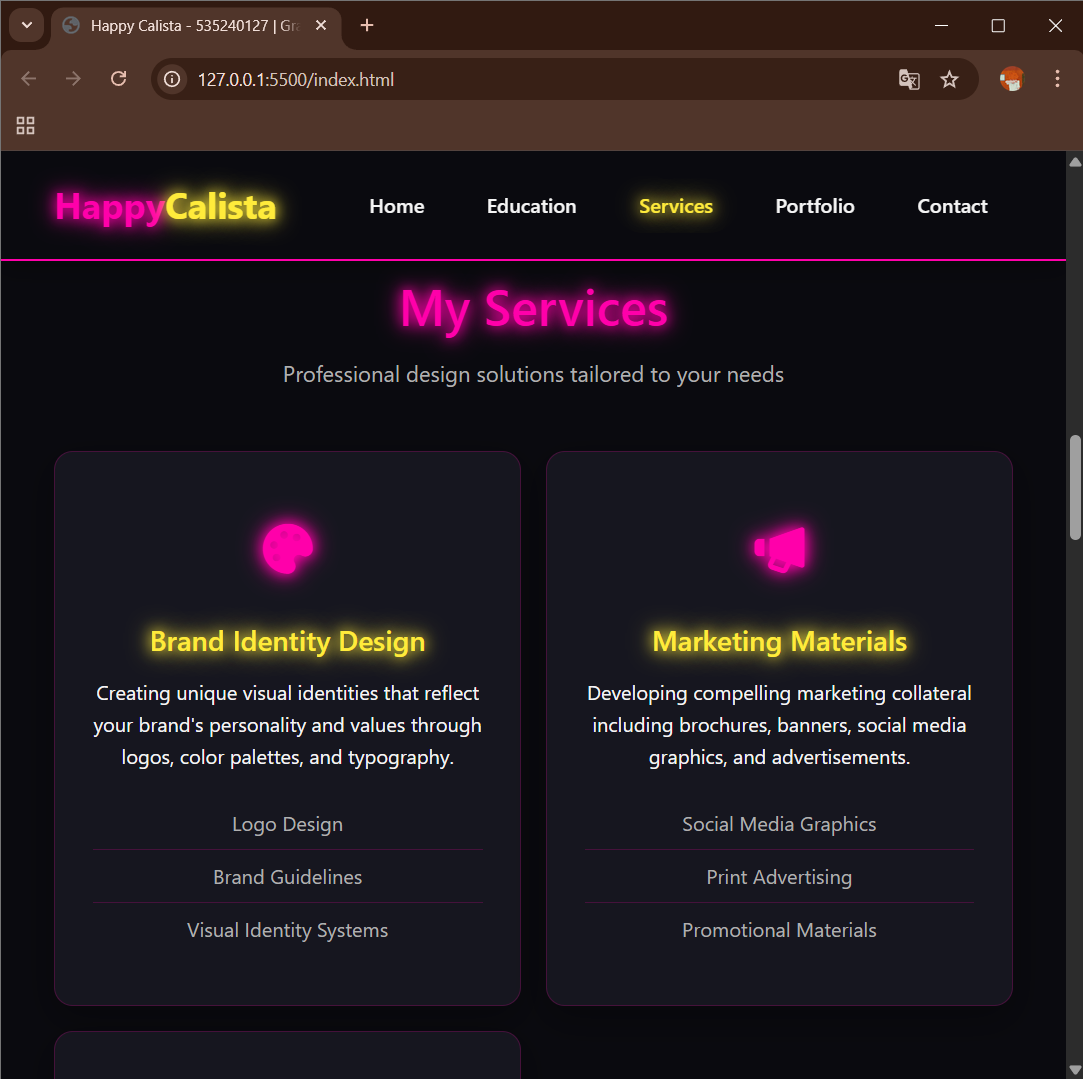 Happy Calista - 535240127 | Gra
127.0.0.1:5500/index.html
HappyCalista
Home
Education
Services
Portfolio
Contact
My Services
Professional design solutions tailored to your needs
Brand Identity Design
Creating unique visual identities that reflect
your brand's personality and values through
logos, color palettes, and typography.
Logo Design
Brand Guidelines
Visual Identity Systems
Marketing Materials
Developing compelling marketing collateral
including brochures, banners, social media
graphics, and advertisements.
Social Media Graphics
Print Advertising
Promotional Materials